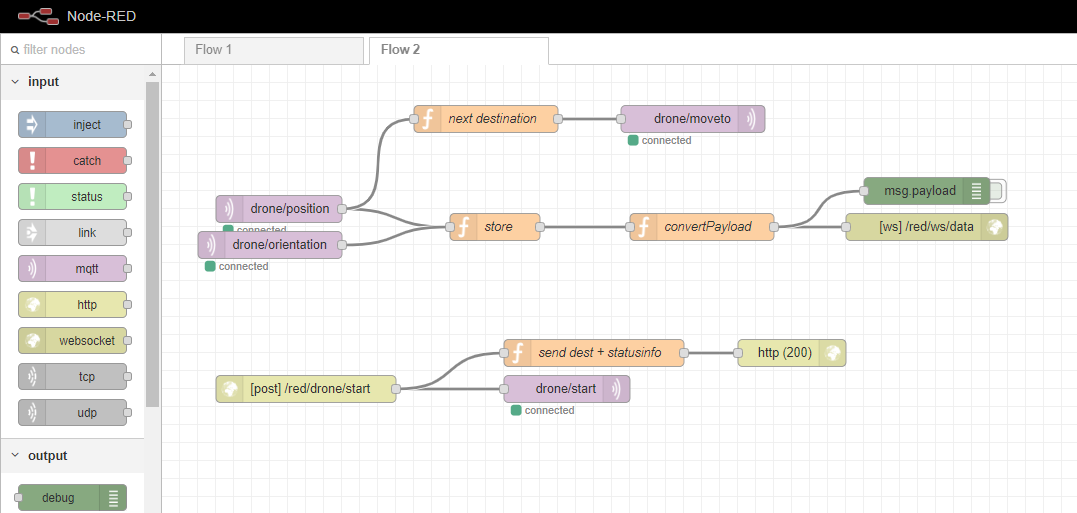 Node-RED
filter nodes
Flow 1
Flow 2
input
inject
catch
status
link
mqtt
http
websocket
tcp
udp
output
debug
next destination
drone/moveto
connected
msg.payload
drone/position
connected
store
convertPayload
[ws] /red/ws/data
drone/orientation
connected
send dest + statusinfo
http (200)
[post] /red/drone/start
drone/start
connected